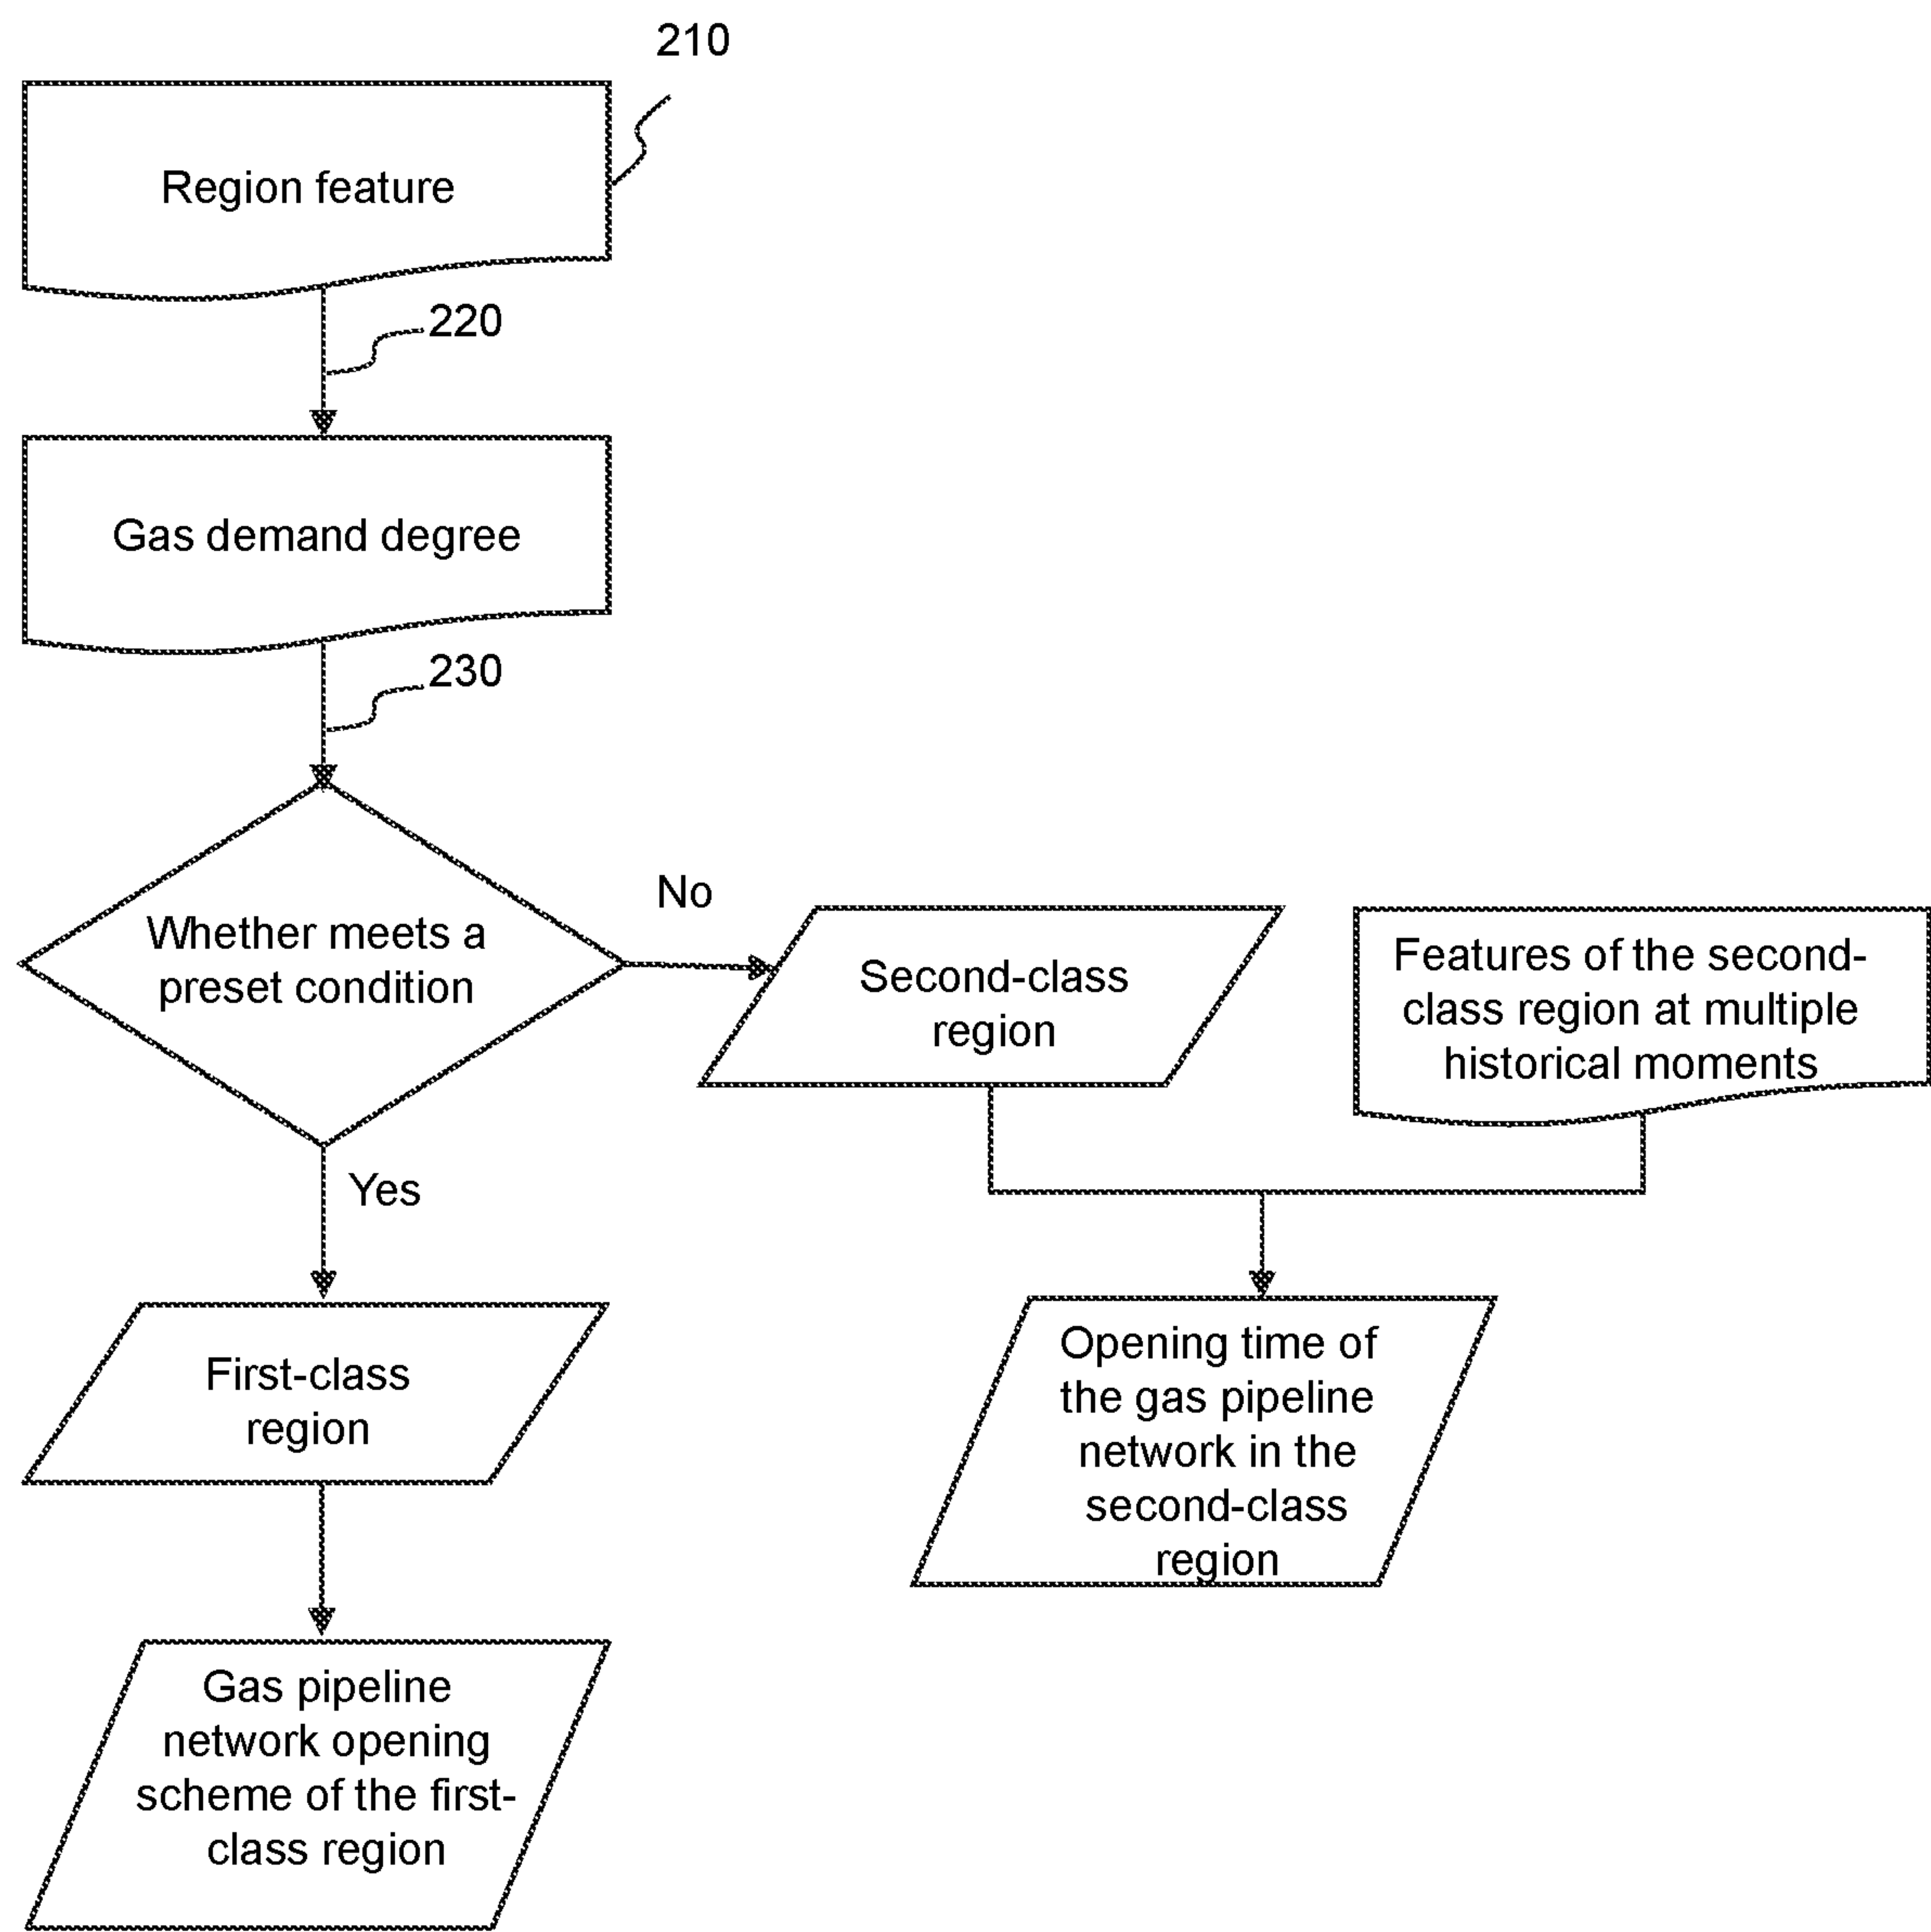 210
Region feature
220
Gas demand degree
230
Whether meets a
preset condition
No
Second-class
region
Features of the second-
class region at multiple
historical moments
Yes
First-class
region
Opening time of
the gas pipeline
network in the
second-class
region
Gas pipeline
network opening
scheme of the first-
class region